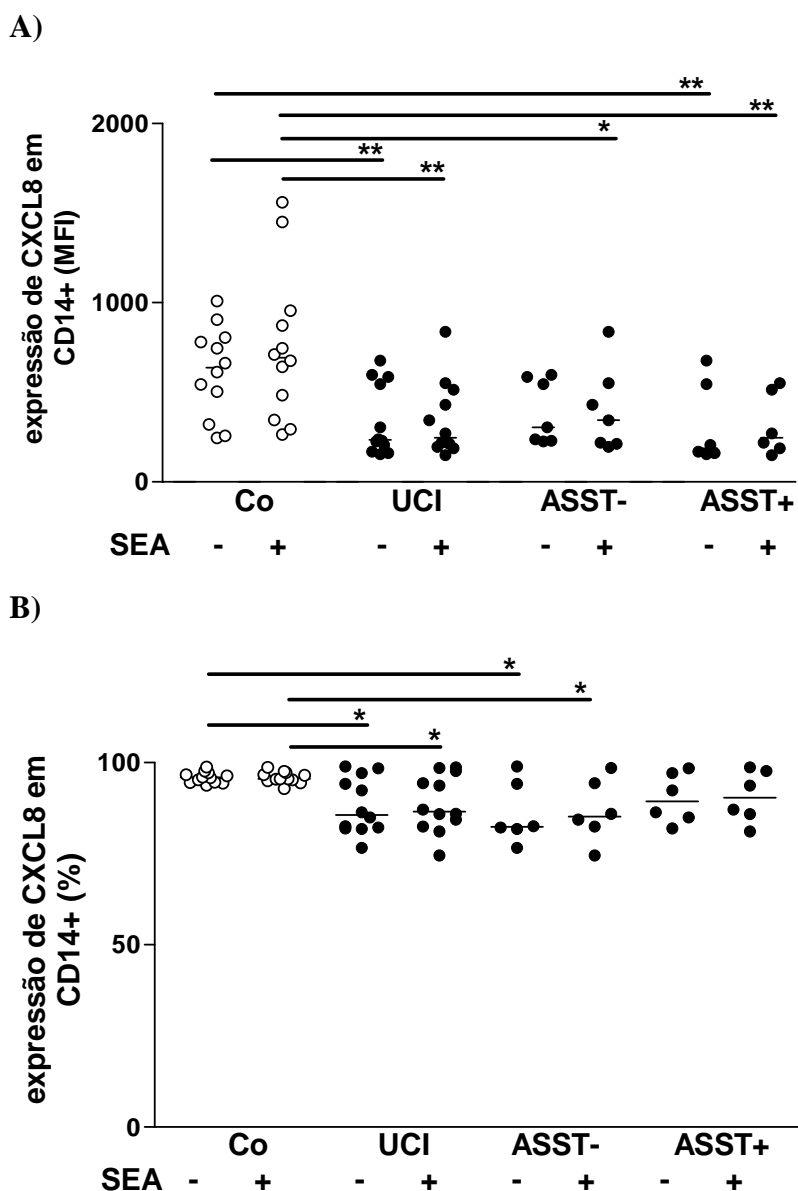 A)
expressão de CXCL8 em
CD14+ (MFI)
**
**
*
**
**
2000
1000
0
Co UCI ASST- ASST+
SEA - + - + - + - +
B)
expressão de CXCL8 em
CD14+ (%)
*
*
*
*
100
50
0
Co UCI ASST- ASST+
SEA - + - + - + - +